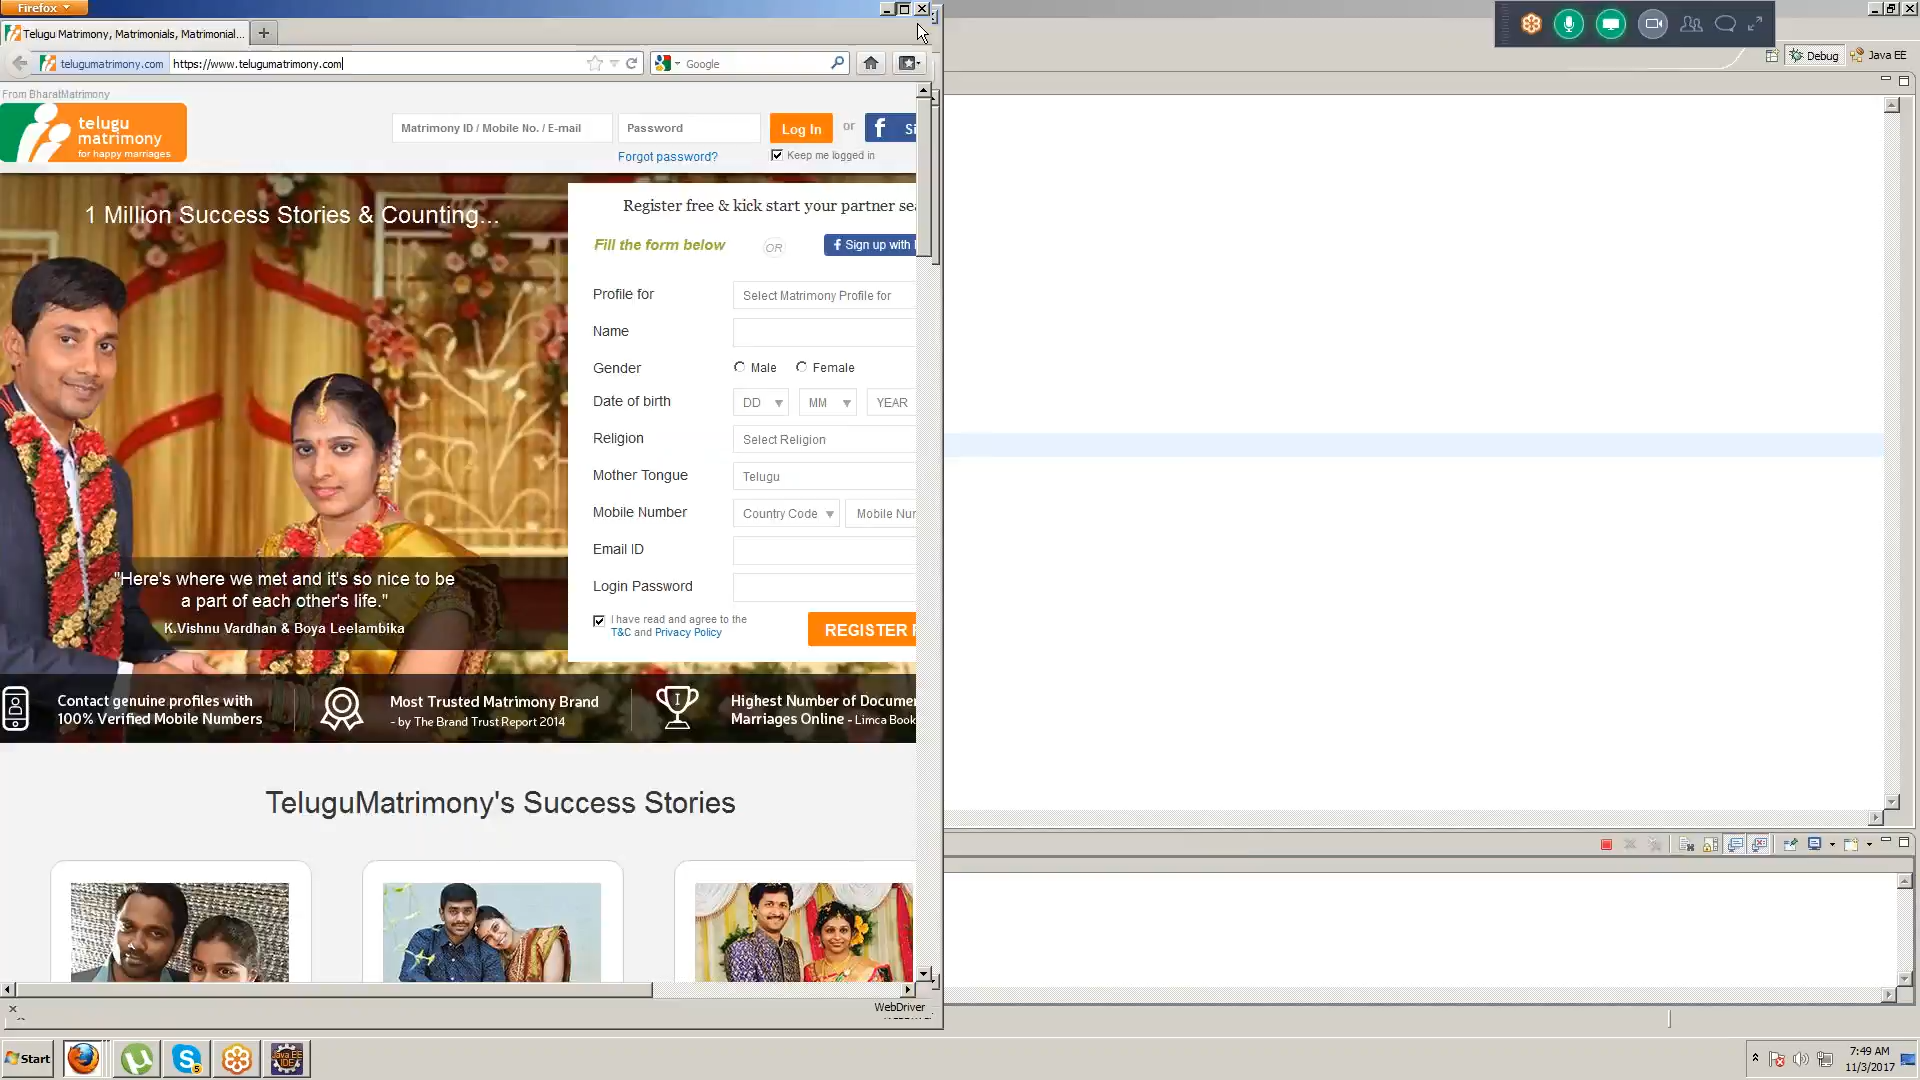 Firefox
Telugu Matrimony, Matrimonials, Matrimonial...
telugumatrimony.com https://www.telugumatrimony.com Google
Debug Java EE
From BharatMatrimony
telugu
matrimony
for happy marriages
Matrimony ID / Mobile No. / E-mail Password Log In or f Si
Forgot password? Keep me logged in
1 Million Success Stories & Counting...
Register free & kick start your partner sea
Fill the form below OR f Sign up with
Profile for Select Matrimony Profile for
Name
Gender Male Female
Date of birth DD MM YEAR
Religion Select Religion
Mother Tongue Telugu
Mobile Number Country Code Mobile Nur
Email ID
Login Password
I have read and agree to the
T&C and Privacy Policy
REGISTER F
"Here's where we met and it's so nice to be
a part of each other's life."
K.Vishnu Vardhan & Boya Leelambika
Contact genuine profiles with
100% Verified Mobile Numbers
Most Trusted Matrimony Brand
- by The Brand Trust Report 2014
Highest Number of Docume
Marriages Online - Limca Book
TeluguMatrimony's Success Stories
WebDriver
Start
Java EE
IDE
7:49 AM
11/3/2017